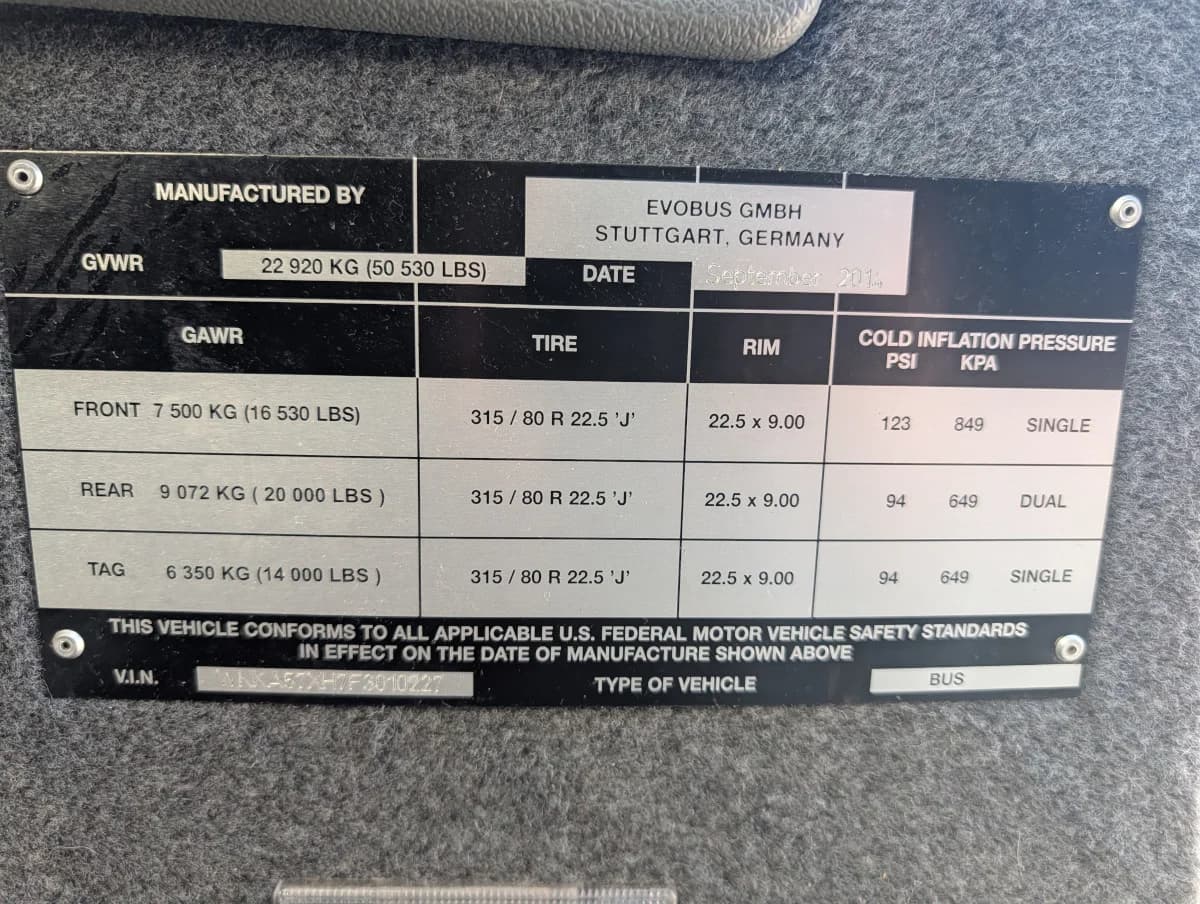 MANUFACTURED BY
EVOBUS GMBH
STUTTGART, GERMANY
GVWR 22 920 KG (50 530 LBS) DATE September
GAWR TIRE RIM COLD INFLATION PRESSURE
PSI KPA
FRONT 7 500 KG (16 530 LBS) 315 / 80 R 22.5 'J' 22.5 x 9.00 123 849 SINGLE
REAR 9 072 KG ( 20 000 LBS ) 315 / 80 R 22.5 'J' 22.5 x 9.00 94 649 DUAL
TAG 6 350 KG (14 000 LBS ) 315 / 80 R 22.5 'J' 22.5 x 9.00 94 649 SINGLE
THIS VEHICLE CONFORMS TO ALL APPLICABLE U.S. FEDERAL MOTOR VEHICLE SAFETY STANDARDS
IN EFFECT ON THE DATE OF MANUFACTURE SHOWN ABOVE
V.I.N. TYPE OF VEHICLE BUS